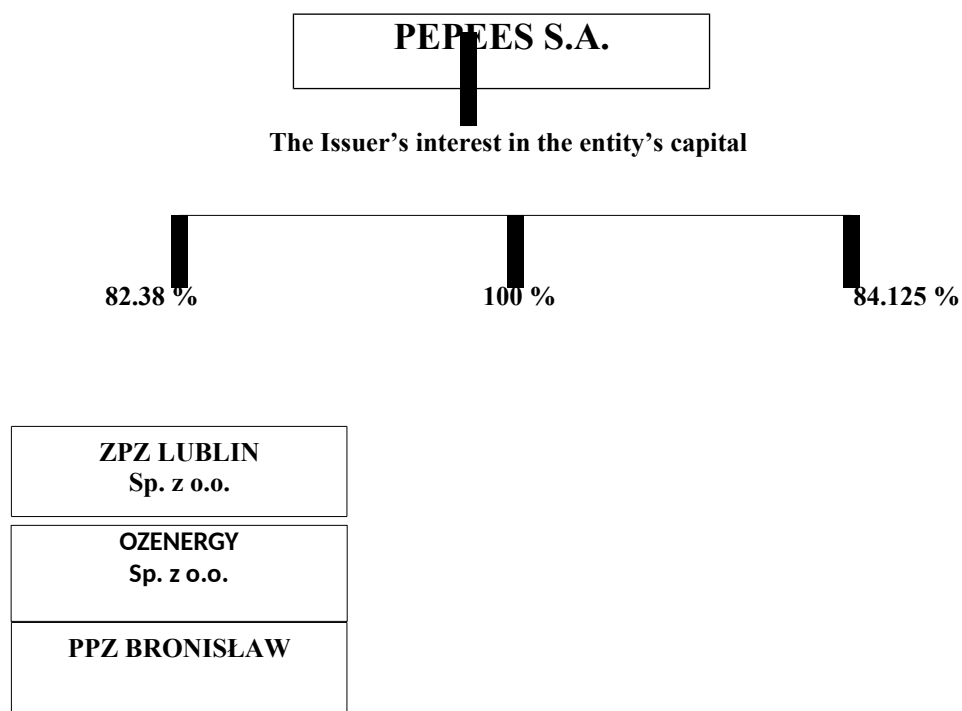 PEPEES S.A.
The Issuer’s interest in the entity’s capital
82.38 % 100 % 84.125 %
ZPZ LUBLIN
Sp. z o.o.
OZENERGY
Sp. z o.o.
PPZ BRONISŁAW